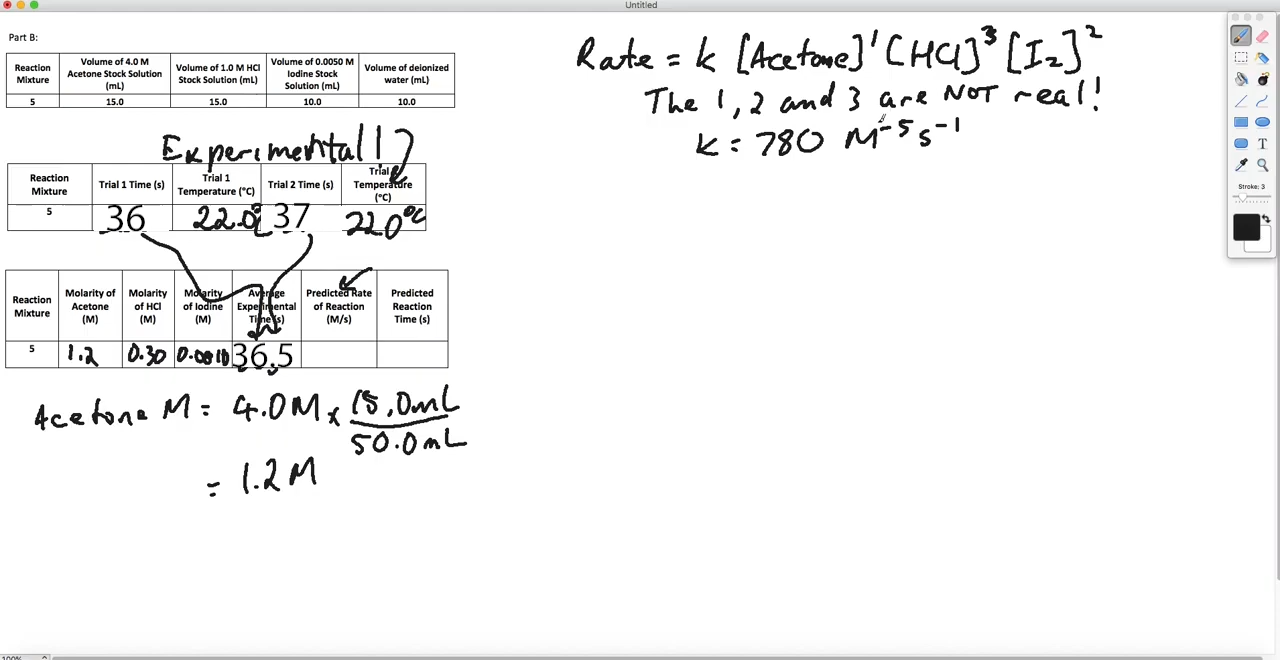 Untitled
Part B:
Reaction Mixture | Volume of 4.0 M Acetone Stock Solution (mL) | Volume of 1.0 M HCl Stock Solution (mL) | Volume of 0.0050 M Iodine Stock Solution (mL) | Volume of deionized water (mL)
5 | 15.0 | 15.0 | 10.0 | 10.0
Experimental!
Reaction Mixture | Trial 1 Time (s) | Trial 1 Temperature (°C) | Trial 2 Time (s) | Trial Temperature (°C)
5 | 36 | 22.0° | 37 | 22.0°C
Reaction Mixture | Molarity of Acetone (M) | Molarity of HCl (M) | Molarity of Iodine (M) | Average Experimental Time (s) | Predicted Rate of Reaction (M/s) | Predicted Reaction Time (s)
5 | 1.2 | 0.30 | 0.0010 | 36.5
Acetone M = 4.0 M x 15.0mL
50.0mL
= 1.2 M
Rate = k [Acetone]¹ [HCl]³ [I₂]²
The 1, 2 and 3 are NOT real!
k = 780 M⁻⁵ s⁻¹
T
Stroke: 3
100%